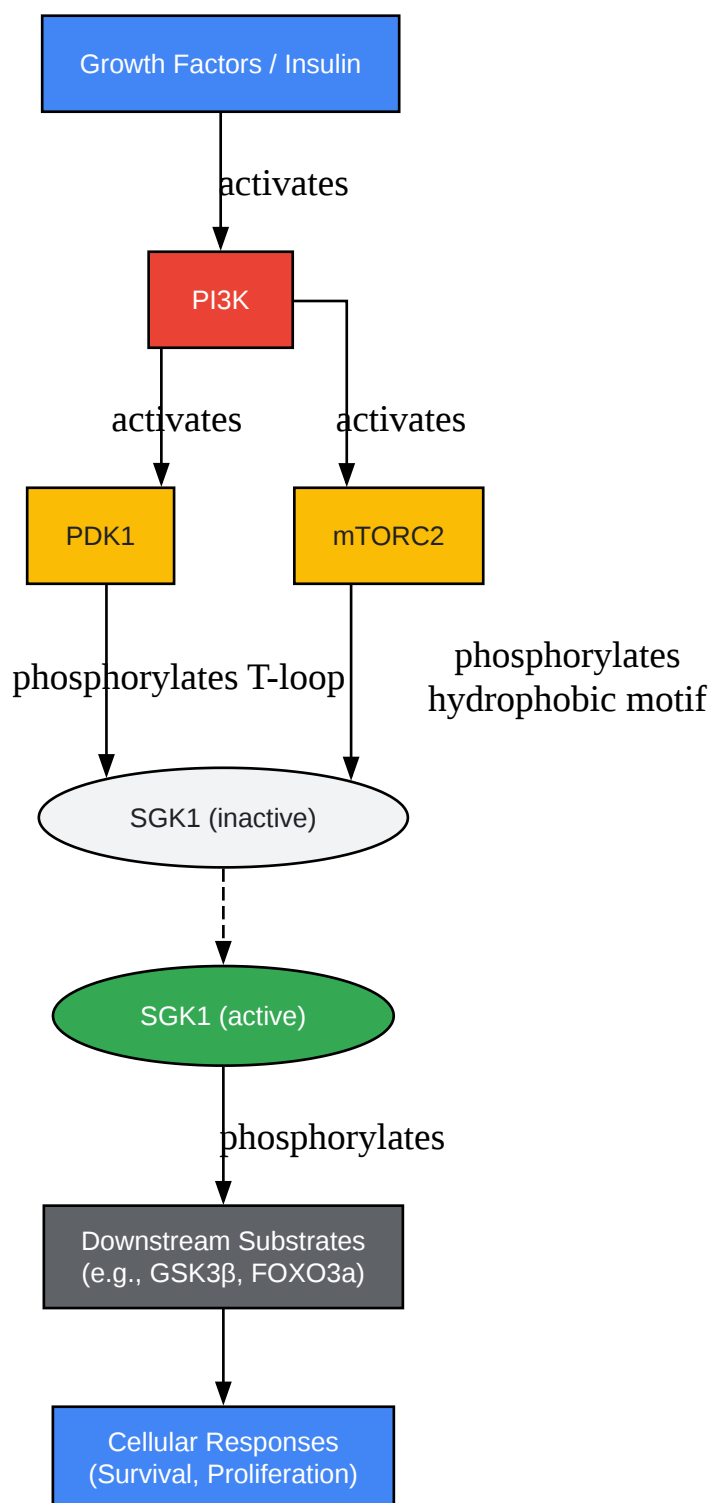 Growth Factors / Insulin
activates
PI3K
activates
activates
PDK1
mTORC2
phosphorylates T-loop
phosphorylates
hydrophobic motif
SGK1 (inactive)
SGK1 (active)
phosphorylates
Downstream Substrates
(e.g., GSK3β, FOXO3a)
Cellular Responses
(Survival, Proliferation)